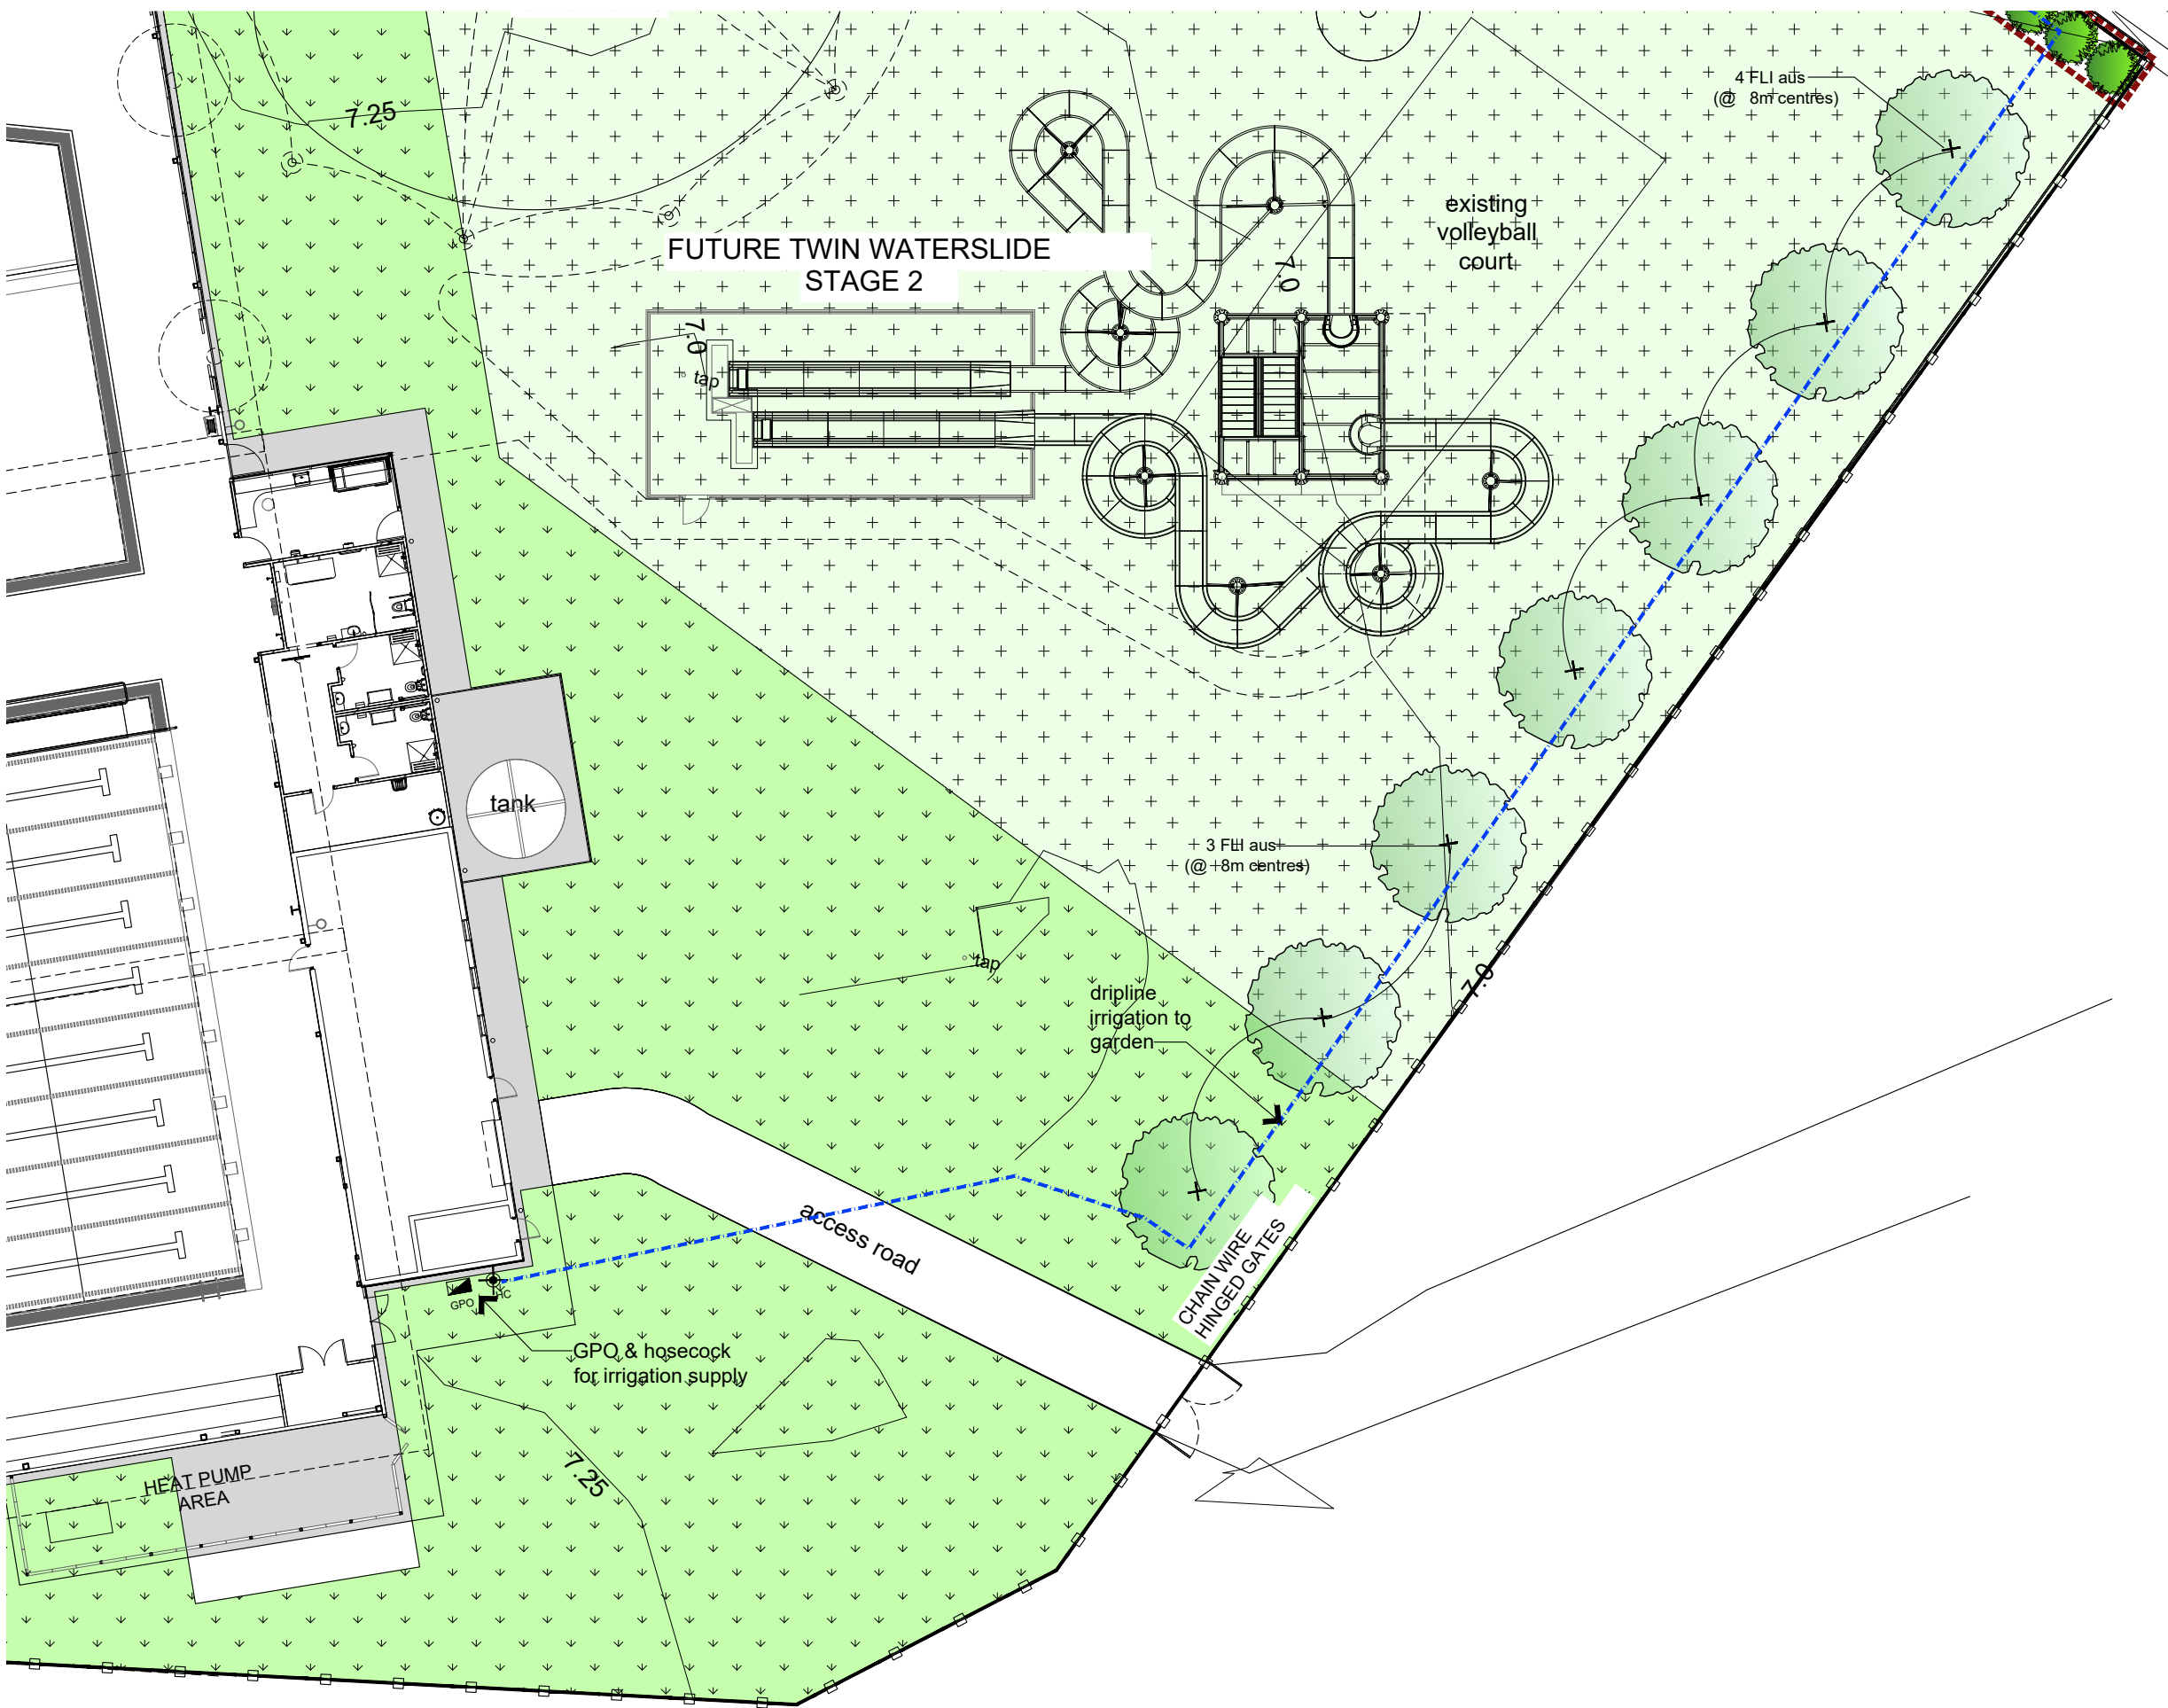 4 FLI aus
(@ 8m centres)
7.25
existing
volleyball
court
FUTURE TWIN WATERSLIDE
STAGE 2
7.0
7.0
tap
tank
3 FLI aus
(@ 8m centres)
tap
7.0
dripline
irrigation to
garden
access road
CHAIN WIRE
HINGED GATES
GPO
HC
GPO & hosecock
for irrigation supply
7.25
HEAT PUMP
AREA